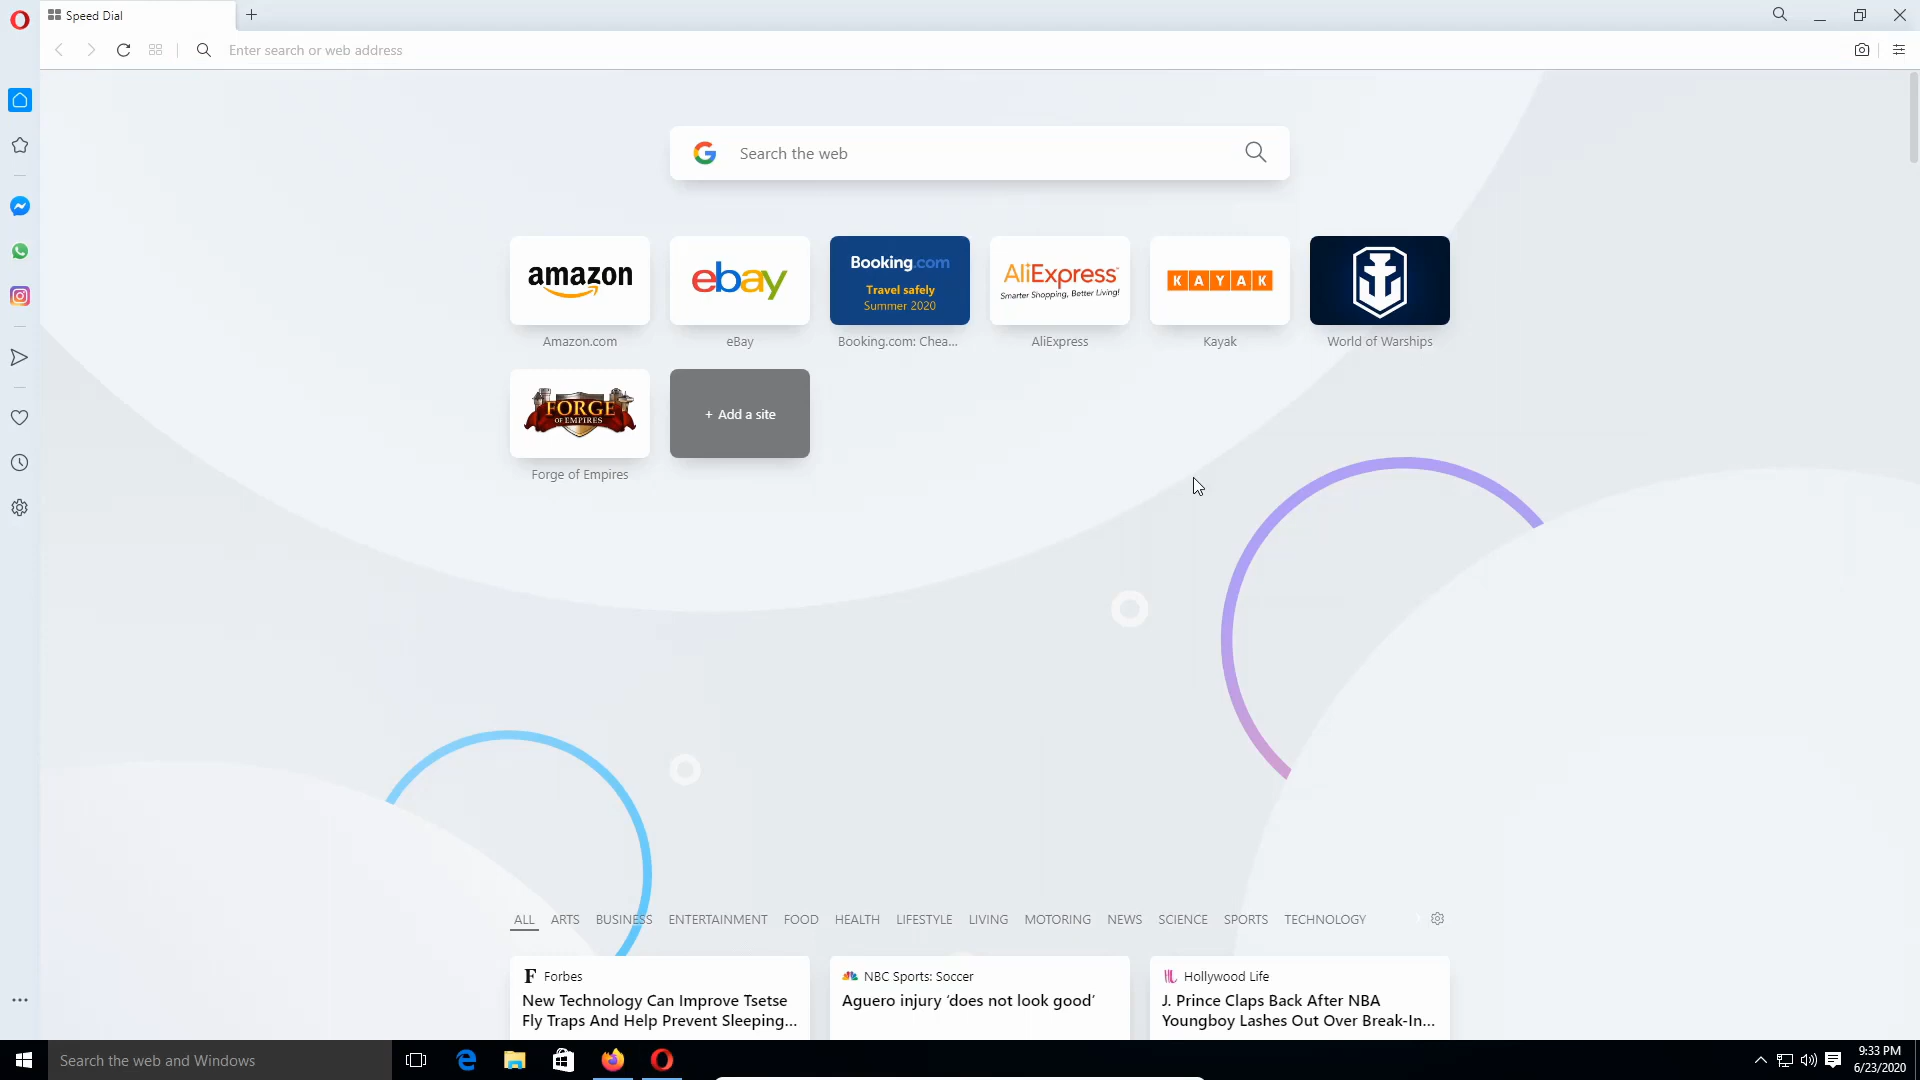 Speed Dial
Enter search or web address
Search the web
amazon
ebay
Booking.com
Travel safely
Summer 2020
AliExpress
Smarter Shopping, Better Living!
KAYAK
Amazon.com
eBay
Booking.com: Chea...
AliExpress
Kayak
World of Warships
FORGE
OF EMPIRES
+ Add a site
Forge of Empires
ALL ARTS BUSINESS ENTERTAINMENT FOOD HEALTH LIFESTYLE LIVING MOTORING NEWS SCIENCE SPORTS TECHNOLOGY
F Forbes
New Technology Can Improve Tsetse
Fly Traps And Help Prevent Sleeping...
NBC Sports: Soccer
Aguero injury ‘does not look good’
HL Hollywood Life
J. Prince Claps Back After NBA
Youngboy Lashes Out Over Break-In...
Search the web and Windows
9:33 PM
6/23/2020